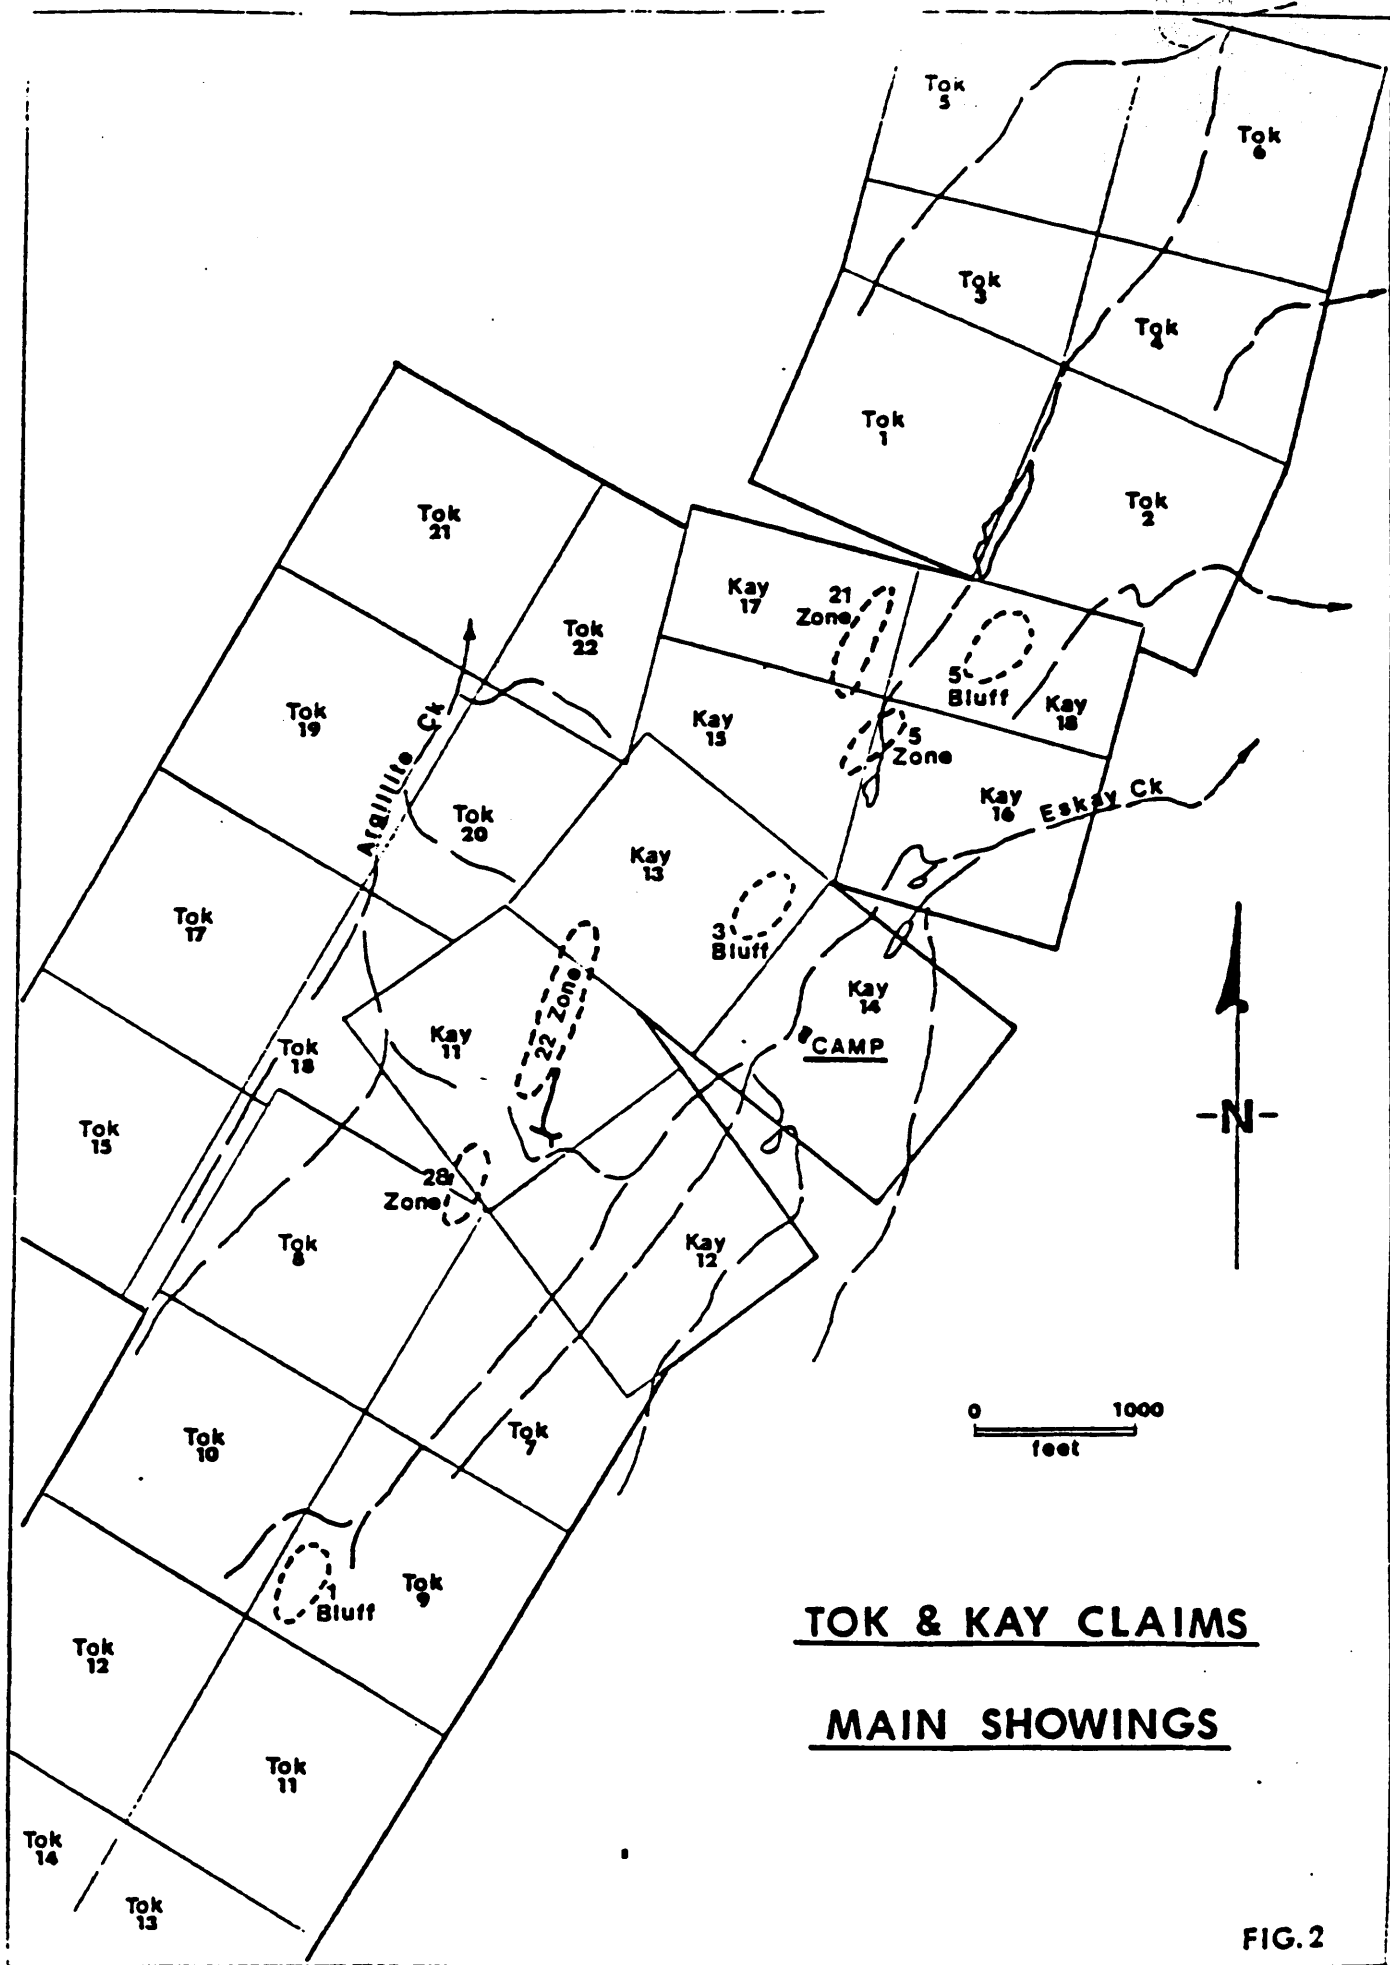 Tok
5
Tok
6
Tok
3
Tok
4
Tok
1
Tok
2
Tok
21
Tok
22
Kay
17
21
Zone
5
Bluff
Kay
18
Tok
19
Argillite Ck
Kay
15
5
Zone
Kay
16
Eskay Ck
Tok
20
Kay
13
3
Bluff
Tok
17
Kay
14
CAMP
22 Zone
Kay
11
Tok
18
Tok
15
28
Zone
Tok
8
Kay
12
-N-
0 1000
feet
Tok
10
Tok
7
1
Bluff
Tok
9
Tok
12
TOK & KAY CLAIMS
MAIN SHOWINGS
Tok
11
Tok
14
Tok
13
FIG.2